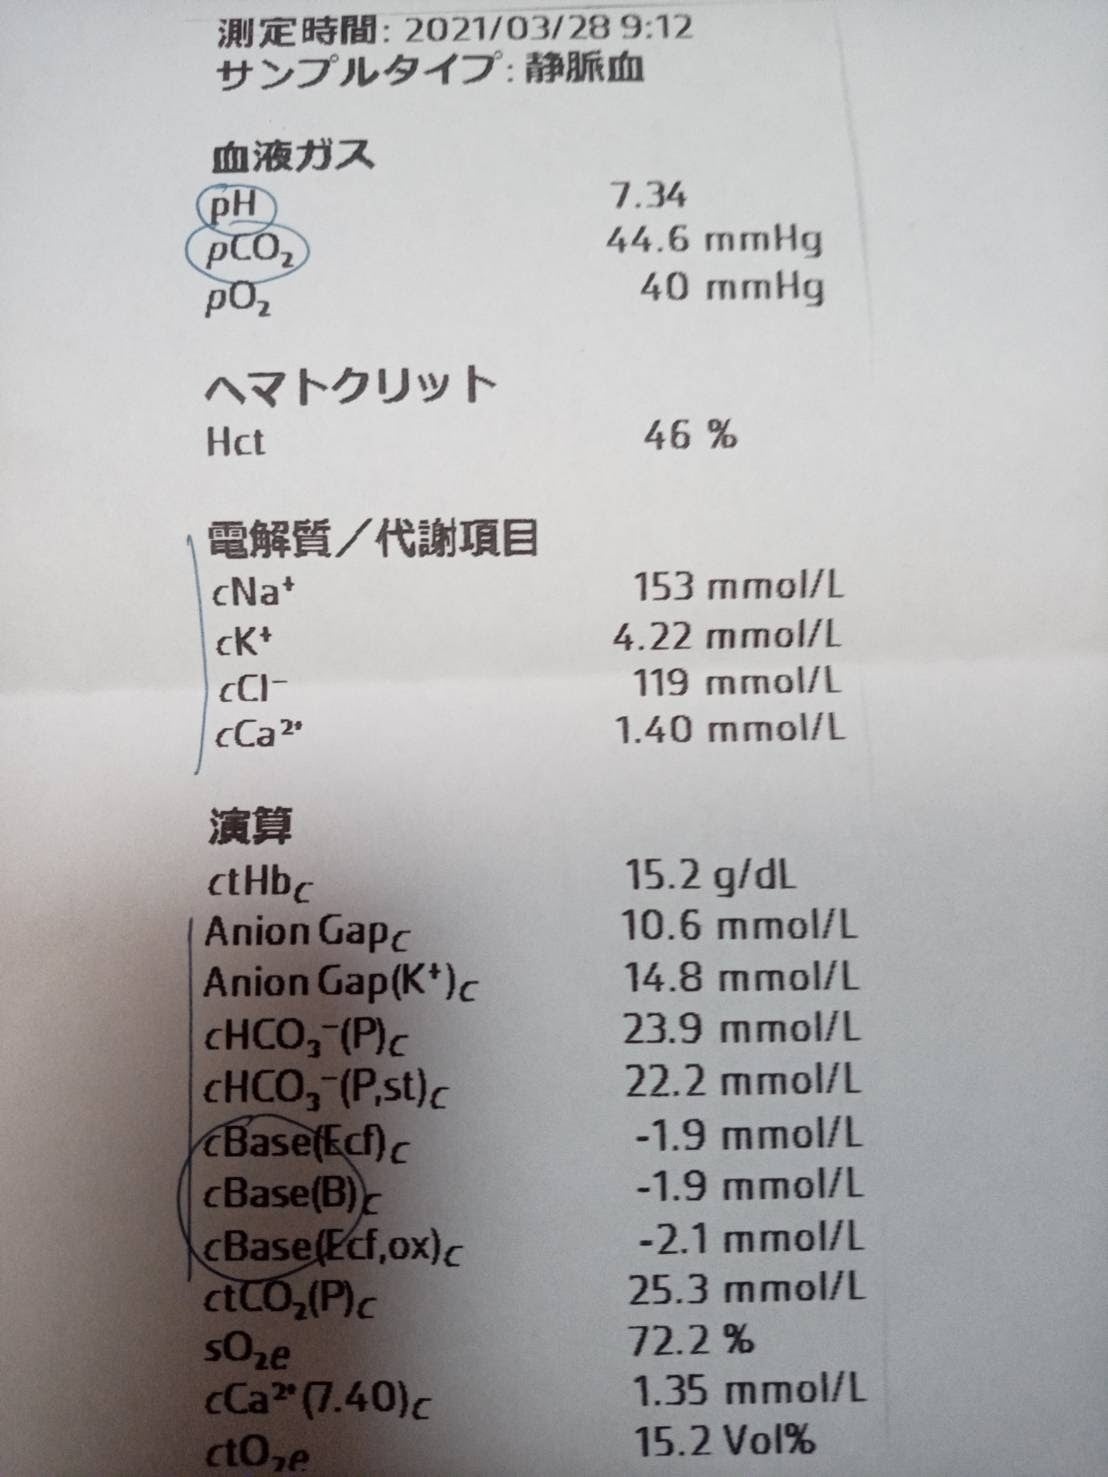 測定時間: 2021/03/28 9:12
サンプルタイプ: 静脈血
血液ガス
pH 7.34
pCO₂ 44.6 mmHg
pO₂ 40 mmHg
ヘマトクリット
Hct 46 %
電解質／代謝項目
cNa⁺ 153 mmol/L
cK⁺ 4.22 mmol/L
cCl⁻ 119 mmol/L
cCa²⁺ 1.40 mmol/L
演算
ctHbc 15.2 g/dL
Anion Gapc 10.6 mmol/L
Anion Gap(K⁺)c 14.8 mmol/L
cHCO₃⁻(P)c 23.9 mmol/L
cHCO₃⁻(P,st)c 22.2 mmol/L
cBase(Ecf)c -1.9 mmol/L
cBase(B)c -1.9 mmol/L
cBase(Ecf,ox)c -2.1 mmol/L
ctCO₂(P)c 25.3 mmol/L
sO₂e 72.2 %
cCa²⁺(7.40)c 1.35 mmol/L
ctO₂e 15.2 Vol%